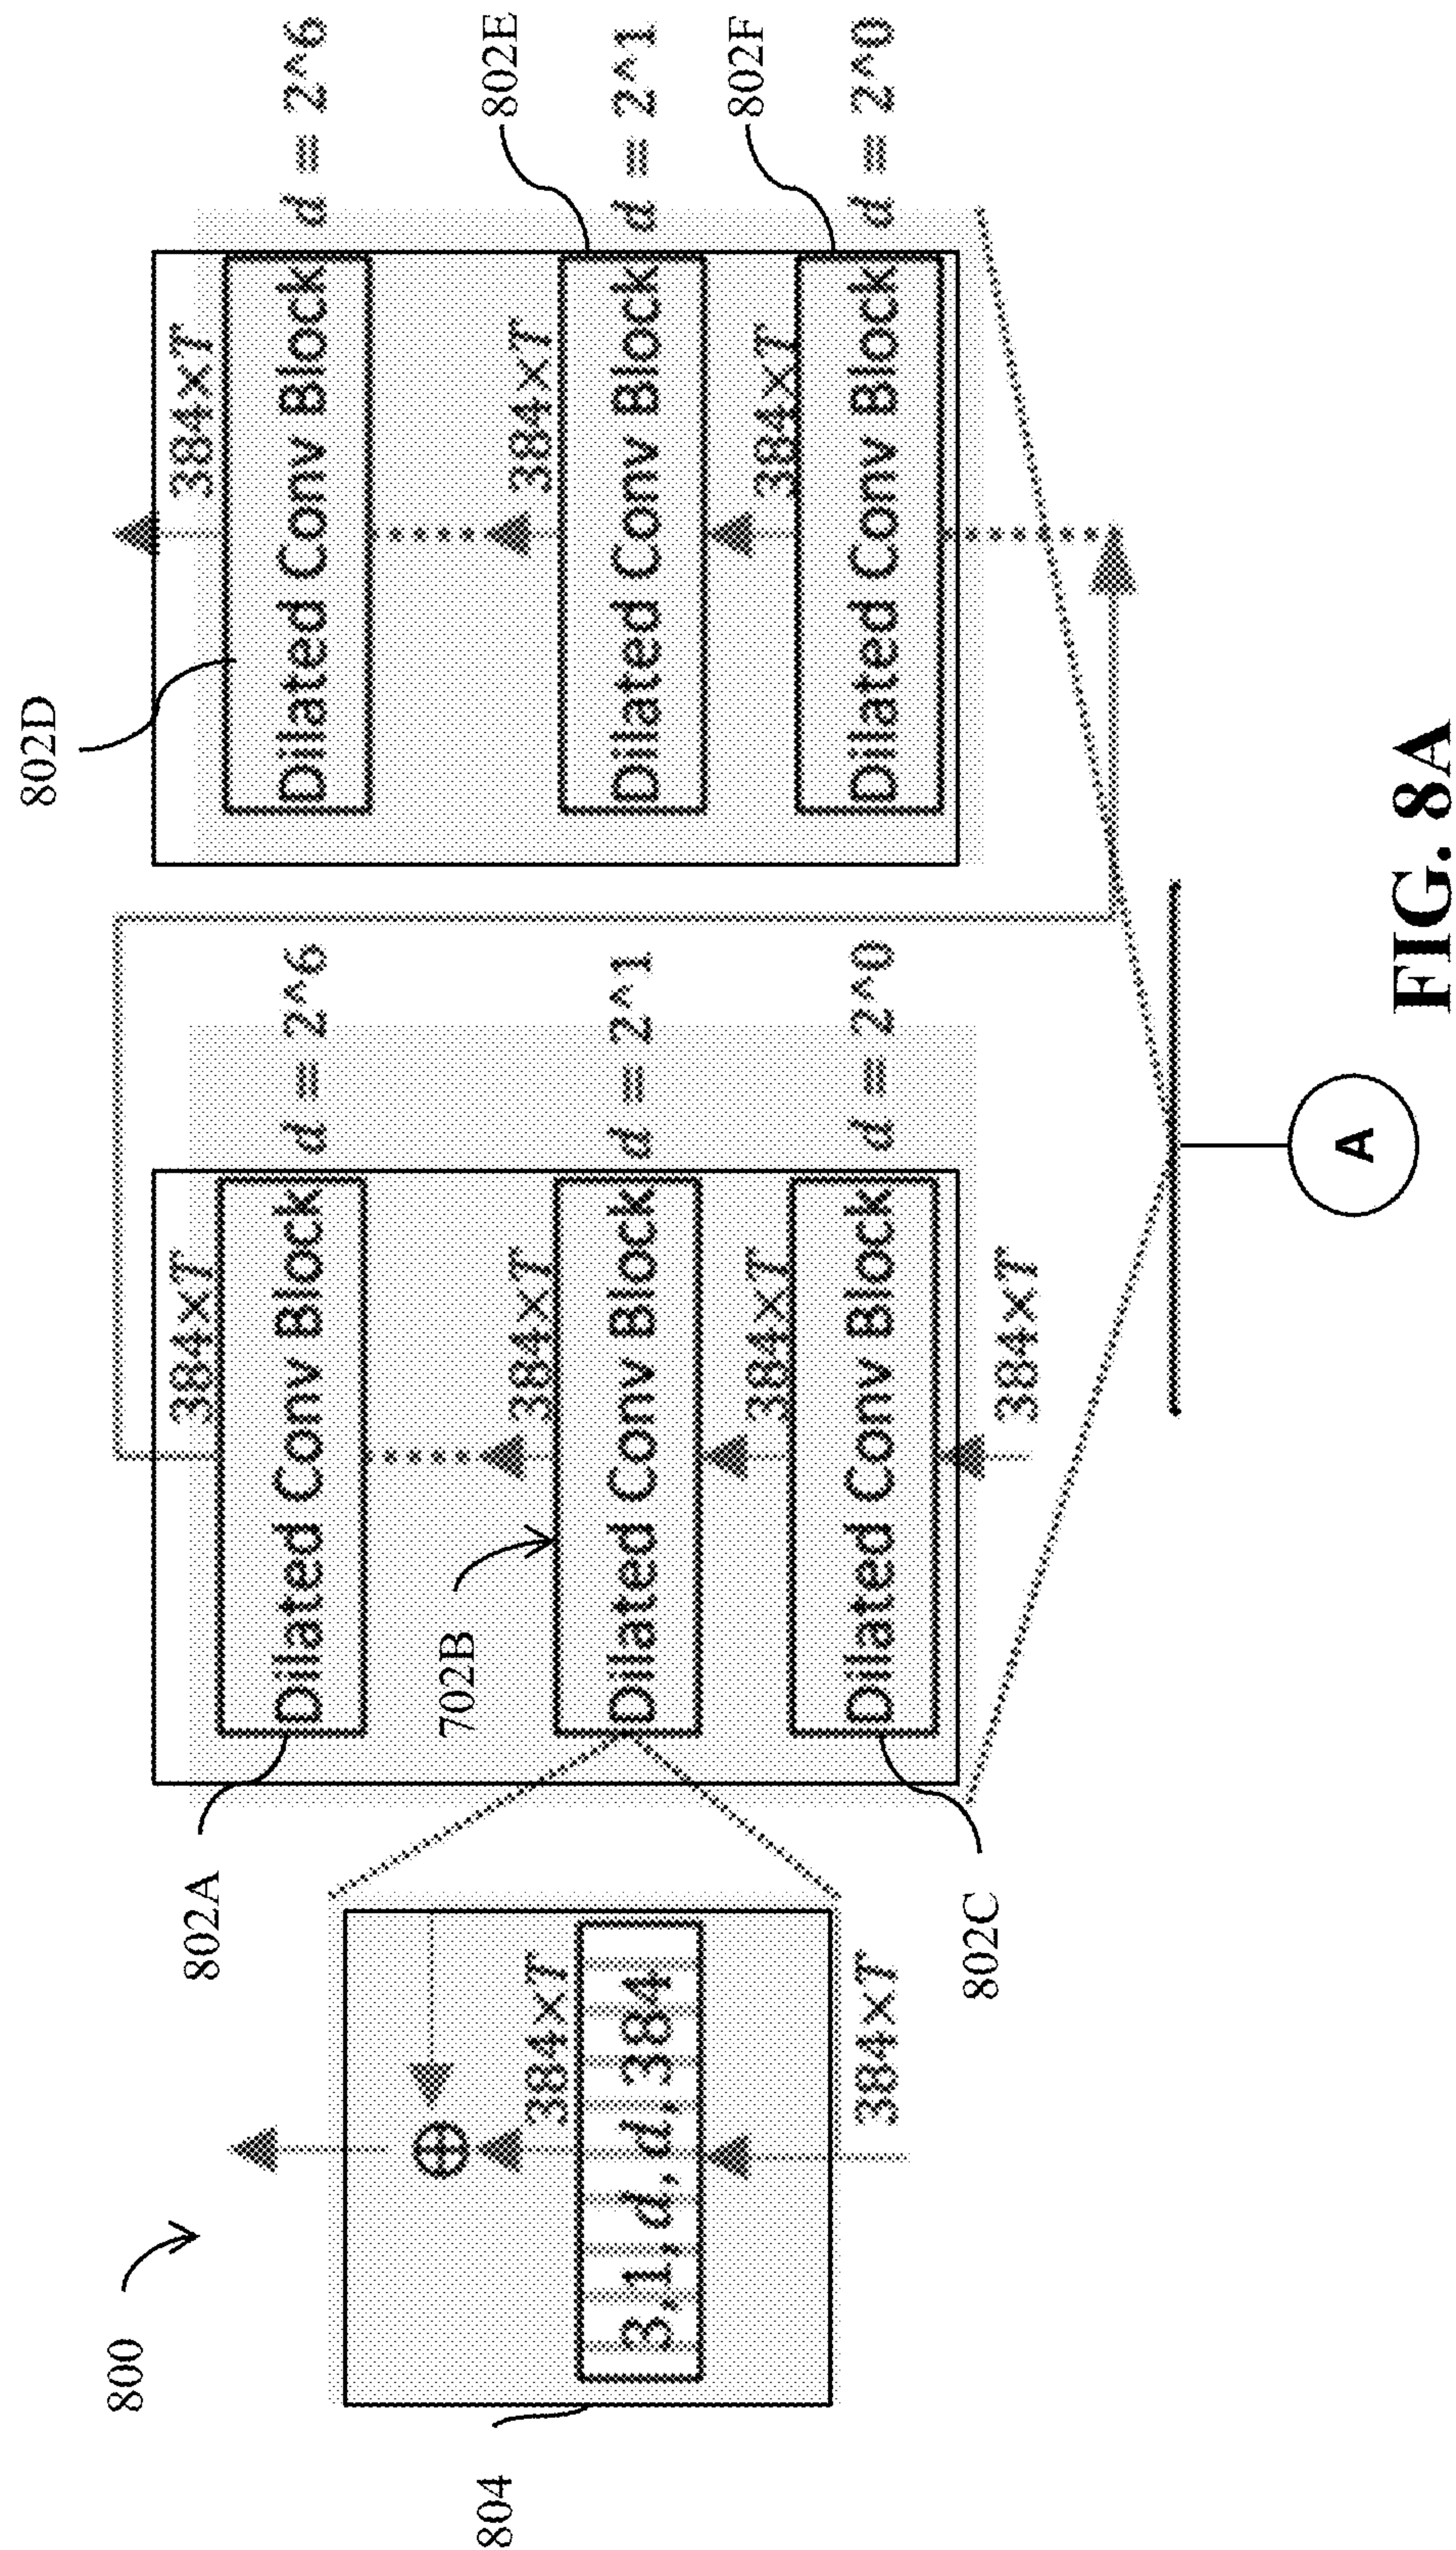 800
804
384×T
3,1,d,d,384
384×T
802A
702B
802C
384×T
Dilated Conv Block
d = 2^6
384×T
Dilated Conv Block
d = 2^1
384×T
Dilated Conv Block
d = 2^0
384×T
802D
384×T
Dilated Conv Block
d = 2^6
802E
384×T
Dilated Conv Block
d = 2^1
802F
384×T
Dilated Conv Block
d = 2^0
A
FIG. 8A